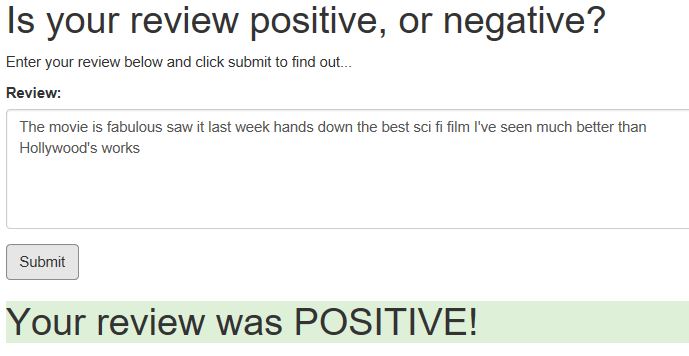 Is your review positive, or negative?
Enter your review below and click submit to find out...
Review:
The movie is fabulous saw it last week hands down the best sci fi film I've seen much better than
Hollywood's works
Submit
Your review was POSITIVE!